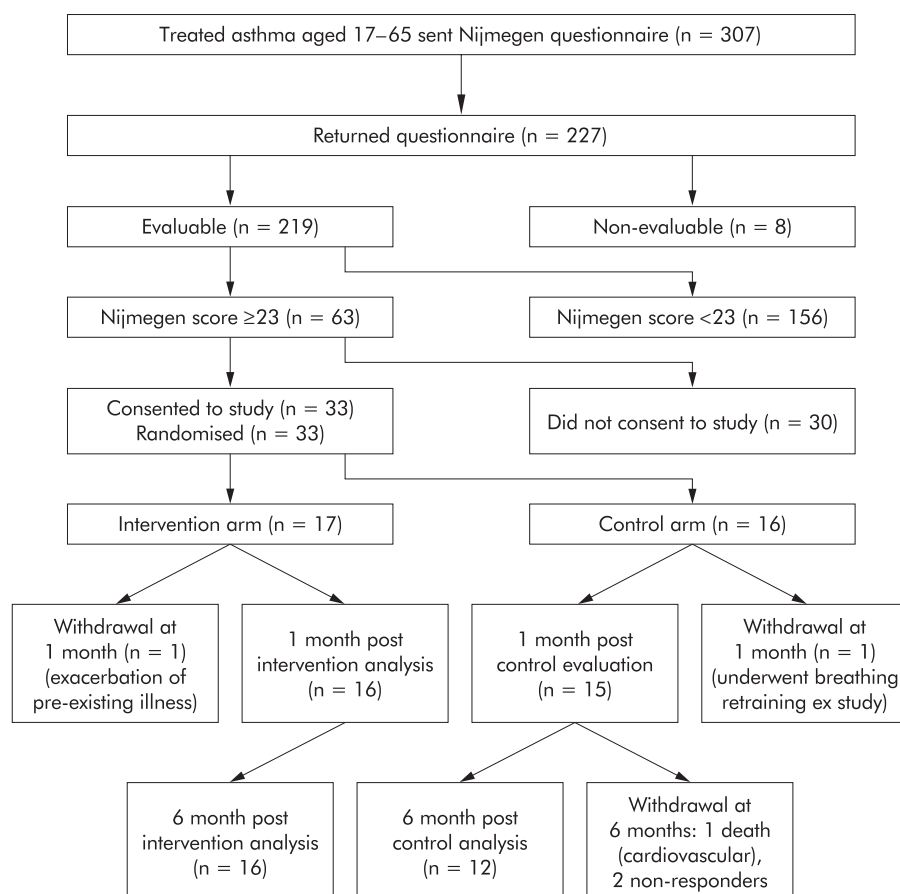 Treated asthma aged 17–65 sent Nijmegen questionnaire (n = 307)
Returned questionnaire (n = 227)
Evaluable (n = 219)
Non-evaluable (n = 8)
Nijmegen score ≥23 (n = 63)
Nijmegen score <23 (n = 156)
Consented to study (n = 33)
Randomised (n = 33)
Did not consent to study (n = 30)
Intervention arm (n = 17)
Control arm (n = 16)
Withdrawal at
1 month (n = 1)
(exacerbation of
pre-existing illness)
1 month post
intervention analysis
(n = 16)
1 month post
control evaluation
(n = 15)
Withdrawal at
1 month (n = 1)
(underwent breathing
retraining ex study)
6 month post
intervention analysis
(n = 16)
6 month post
control analysis
(n = 12)
Withdrawal at
6 months: 1 death
(cardiovascular),
2 non-responders